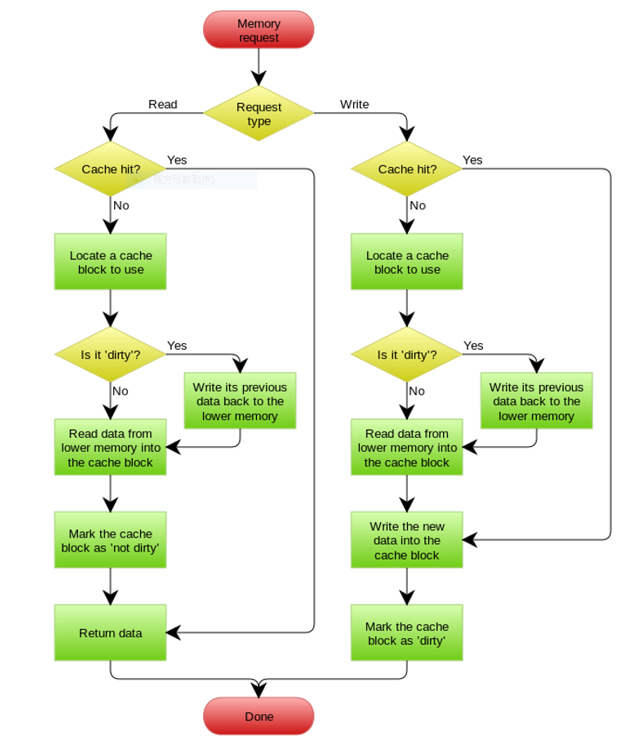 Memory
request
Request
type
Read
Write
Cache hit?
Yes
No
Locate a cache
block to use
Is it 'dirty'?
Yes
No
Write its previous
data back to the
lower memory
Read data from
lower memory into
the cache block
Mark the cache
block as 'not dirty'
Return data
Cache hit?
Yes
No
Locate a cache
block to use
Is it 'dirty'?
Yes
No
Write its previous
data back to the
lower memory
Read data from
lower memory into
the cache block
Write the new
data into the
cache block
Mark the cache
block as 'dirty'
Done